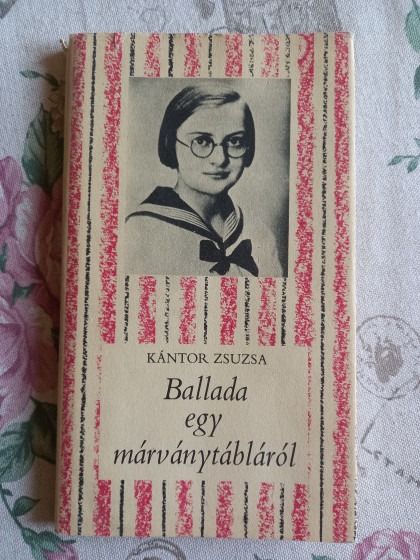 KÁNTOR ZSUZSA
Ballada
egy
márványtábláról